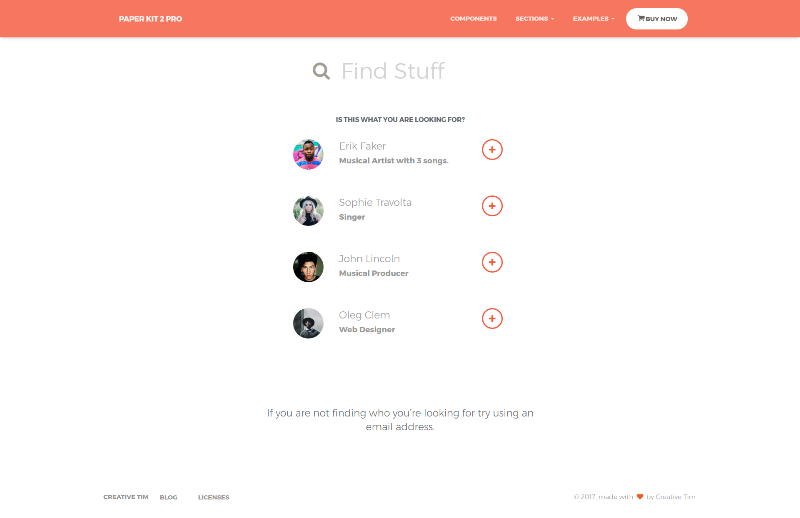 PAPER KIT 2 PRO
COMPONENTS
SECTIONS
EXAMPLES
BUY NOW
Find Stuff
IS THIS WHAT YOU ARE LOOKING FOR?
Erik Faker
Musical Artist with 3 songs.
Sophie Travolta
Singer
John Lincoln
Musical Producer
Oleg Clem
Web Designer
If you are not finding who you're looking for try using an
email address.
CREATIVE TIM
BLOG
LICENSES
© 2017, made with ♥ by Creative Tim